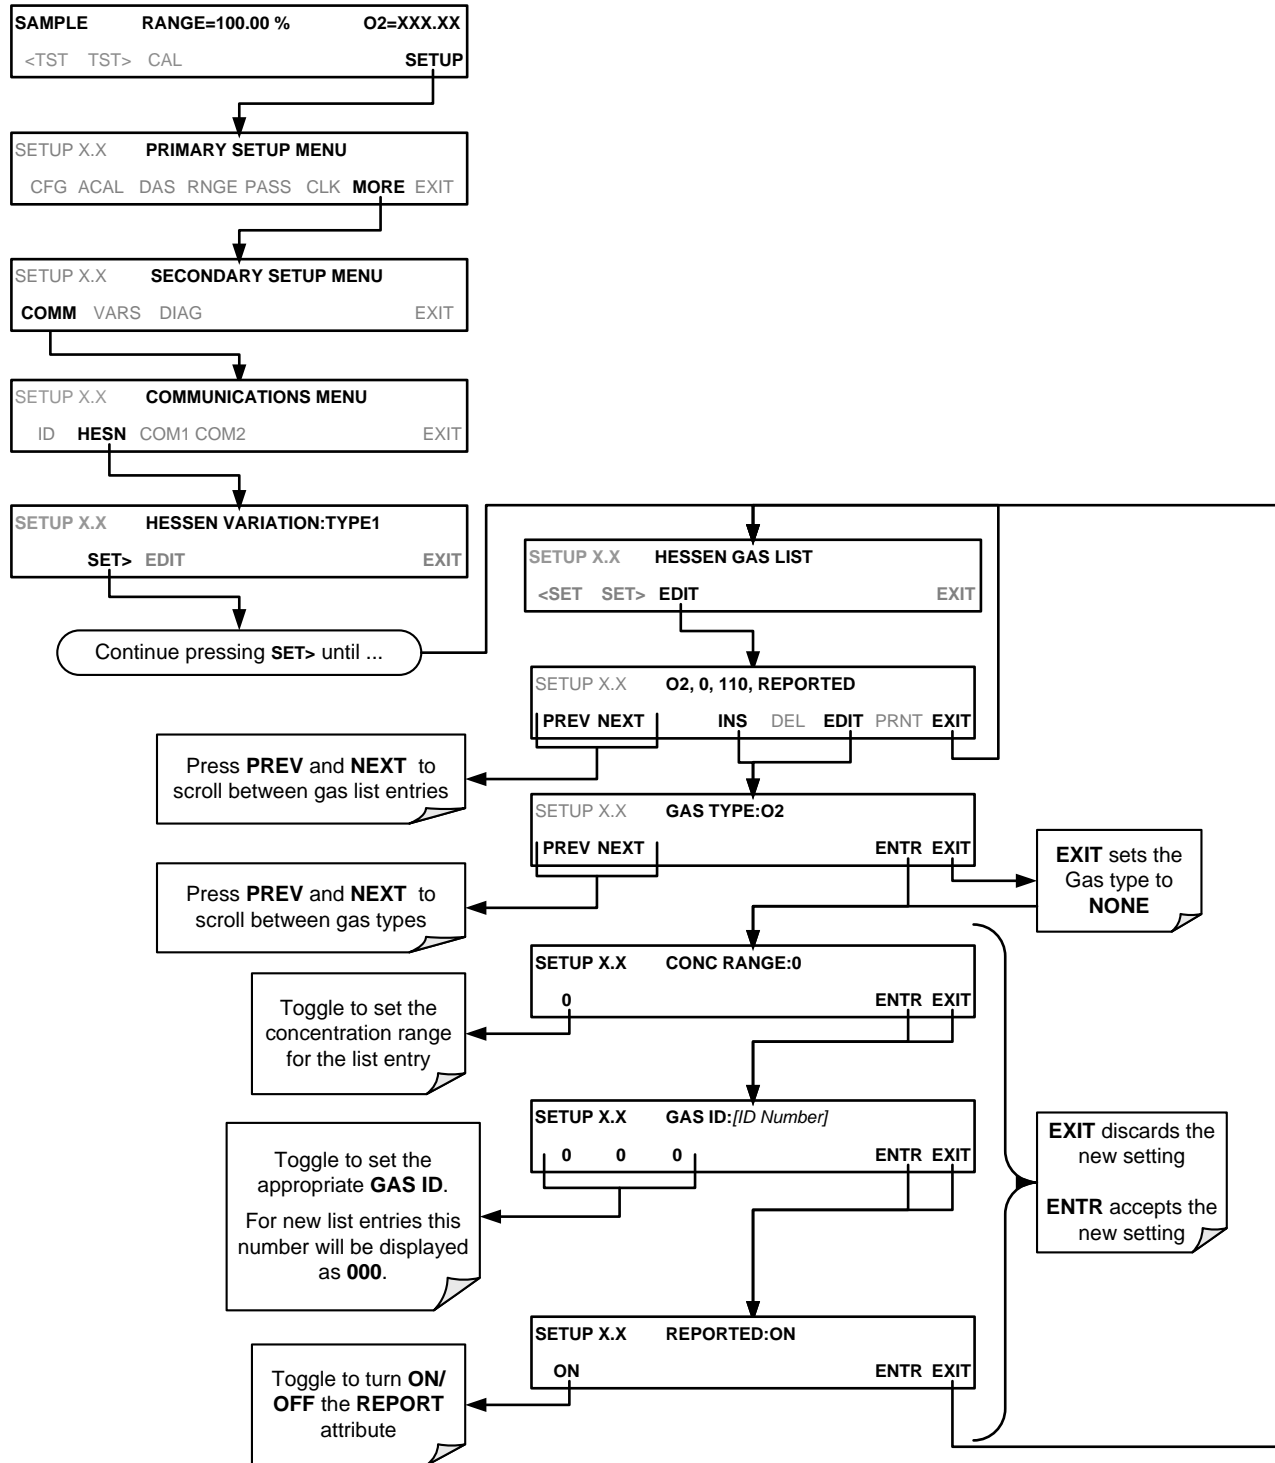 SAMPLE RANGE=100.00 % O2=XXX.XX
<TST TST> CAL SETUP
SETUP X.X PRIMARY SETUP MENU
CFG ACAL DAS RNGE PASS CLK MORE EXIT
SETUP X.X SECONDARY SETUP MENU
COMM VARS DIAG EXIT
SETUP X.X COMMUNICATIONS MENU
ID HESN COM1 COM2 EXIT
SETUP X.X HESSEN VARIATION:TYPE1
SET> EDIT EXIT
Continue pressing SET> until ...
SETUP X.X HESSEN GAS LIST
<SET SET> EDIT EXIT
SETUP X.X O2, 0, 110, REPORTED
PREV NEXT INS DEL EDIT PRNT EXIT
Press PREV and NEXT to
scroll between gas list entries
SETUP X.X GAS TYPE:O2
PREV NEXT ENTR EXIT
EXIT sets the
Gas type to
NONE
Press PREV and NEXT to
scroll between gas types
SETUP X.X CONC RANGE:0
0 ENTR EXIT
Toggle to set the
concentration range
for the list entry
SETUP X.X GAS ID:[ID Number]
0 0 0 ENTR EXIT
Toggle to set the
appropriate GAS ID.
For new list entries this
number will be displayed
as 000.
EXIT discards the
new setting
ENTR accepts the
new setting
SETUP X.X REPORTED:ON
ON ENTR EXIT
Toggle to turn ON/
OFF the REPORT
attribute